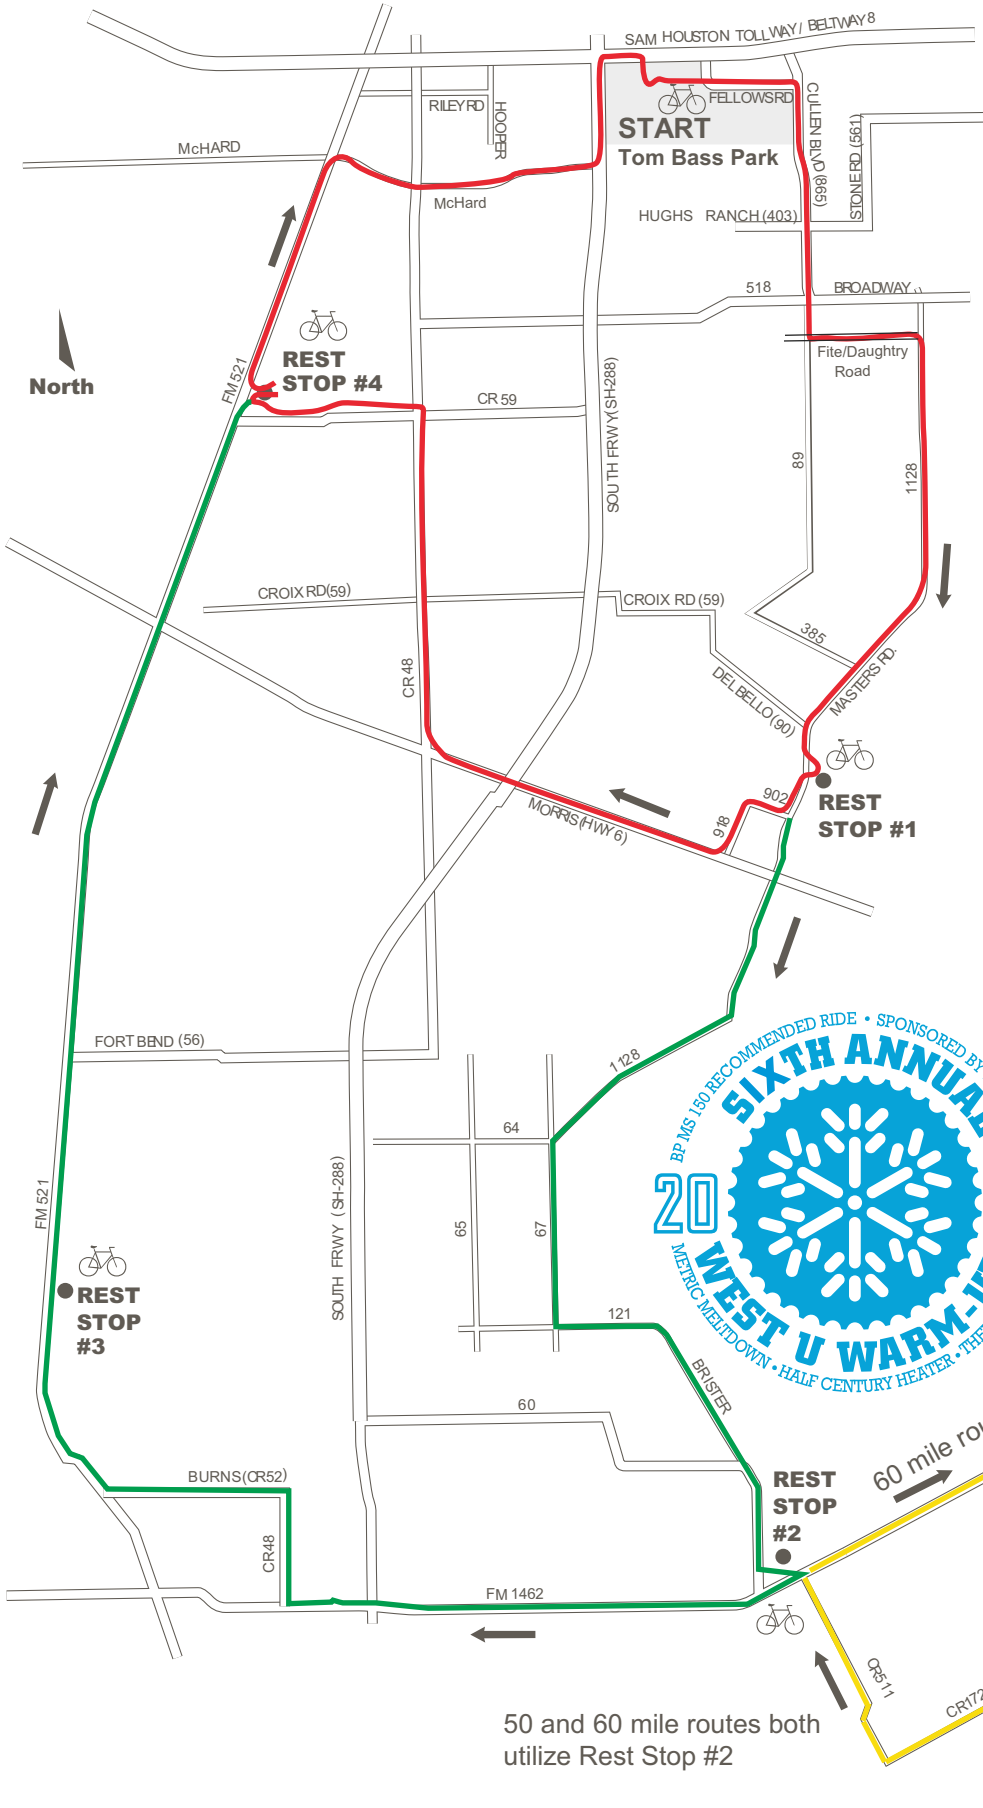 SAM HOUSTON TOLLWAY/ BELTWAY 8
RILEY RD
HOOPER
FELLOWS RD
CULLEN BLVD (865)
STONE RD (561)
START
Tom Bass Park
McHARD
McHard
HUGHS RANCH (403)
518
BROADWAY
North
REST
STOP #4
FM 521
CR 59
SOUTH FRWY (SH-288)
Fite/Daughtry
Road
89
1128
CROIX RD (59)
CROIX RD (59)
385
MASTERS RD.
DEL BELLO (90)
CR 48
REST
STOP #1
902
918
MORRIS (HWY 6)
FORT BEND (56)
1128
64
65
67
SOUTH FRWY (SH-288)
FM 521
REST
STOP
#3
121
BRISTER
60
BP MS 150 RECOMMENDED RIDE • SPONSORED BY
SIXTH ANNUAL
20
WEST U WARM-U
METRIC MELTDOWN • HALF CENTURY HEATER • THE
60 mile rou
REST
STOP
#2
BURNS (CR52)
CR48
FM 1462
CR511
CR172
50 and 60 mile routes both
utilize Rest Stop #2